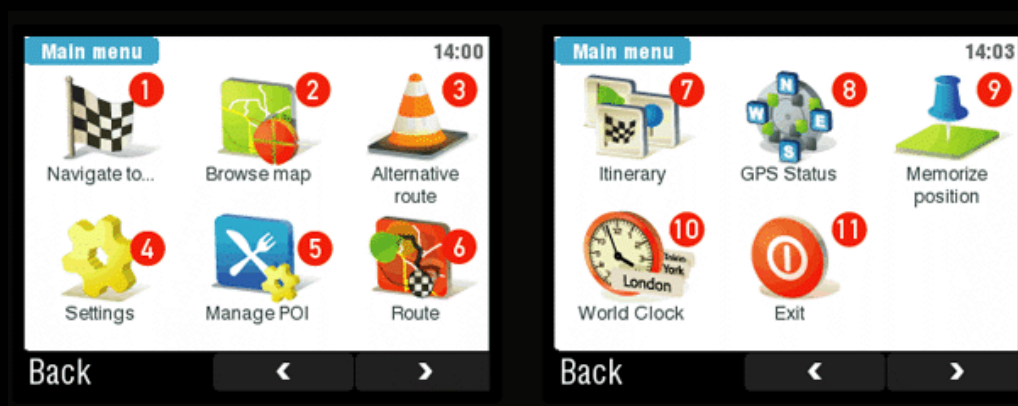 Main menu 14:00
1 2 3
Navigate to... Browse map Alternative
route
4 5 6
Settings Manage POI Route
Back ‹ ›
Main menu 14:03
7 8 9
N
W E
S
Itinerary GPS Status Memorize
position
10 11
York
London
World Clock Exit
Back ‹ ›